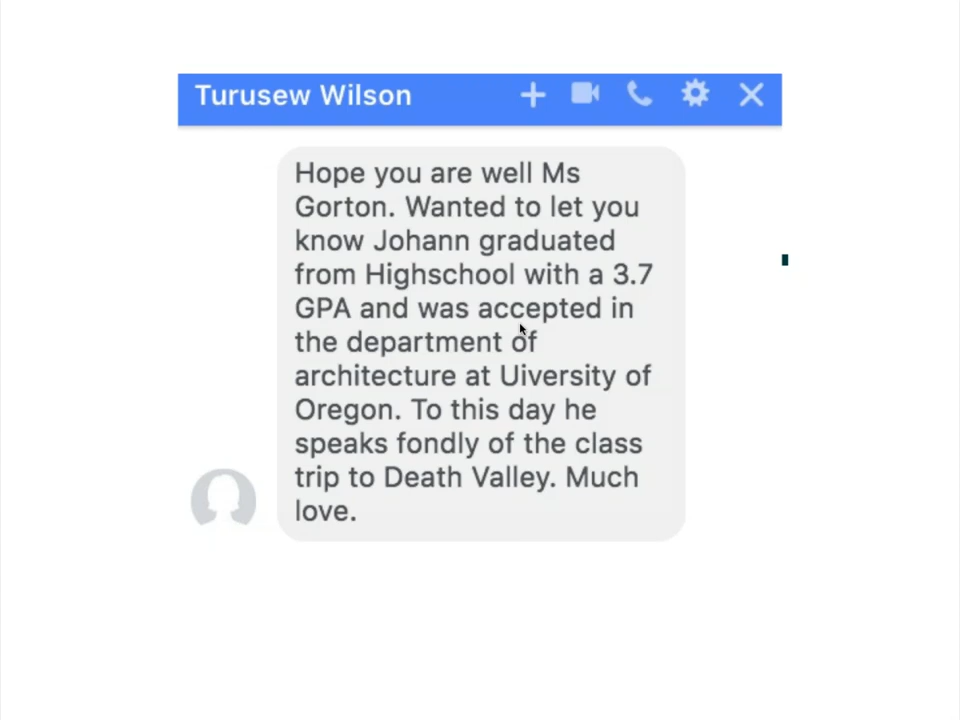 Turusew Wilson
Hope you are well Ms
Gorton. Wanted to let you
know Johann graduated
from Highschool with a 3.7
GPA and was accepted in
the department of
architecture at Uiversity of
Oregon. To this day he
speaks fondly of the class
trip to Death Valley. Much
love.